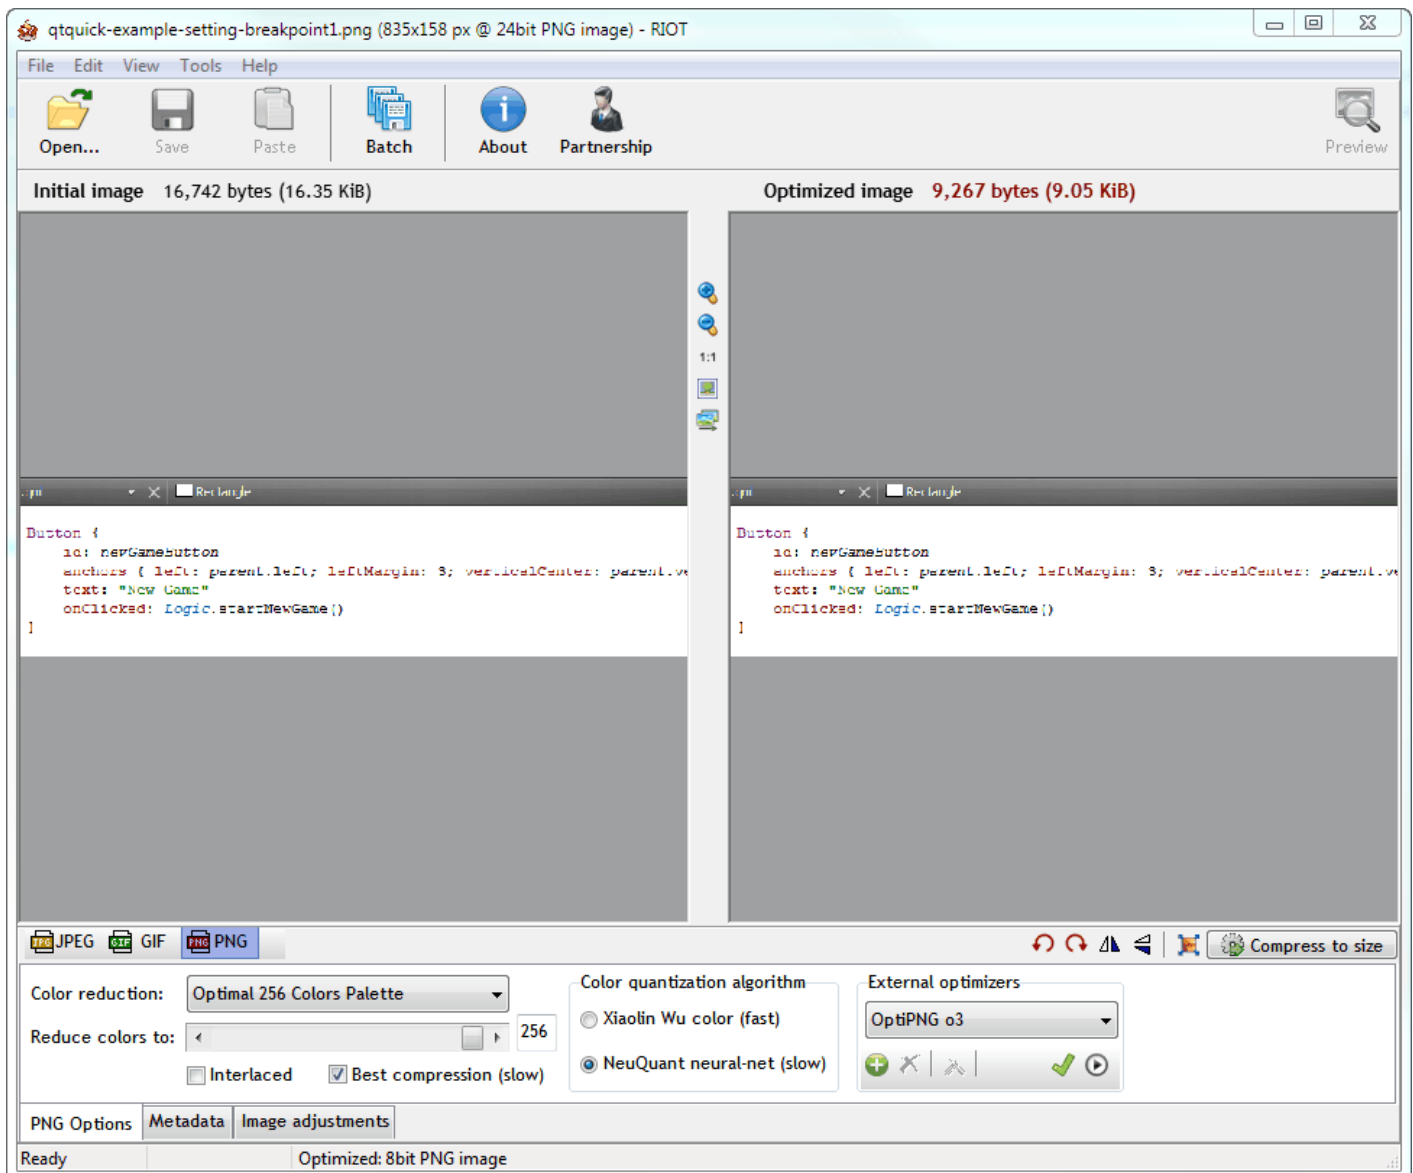 qtquick-example-setting-breakpoint1.png (835x158 px @ 24bit PNG image) - RIOT
File Edit View Tools Help
Open... Save Paste Batch About Partnership Preview
Initial image 16,742 bytes (16.35 KiB) Optimized image 9,267 bytes (9.05 KiB)
1:1
Rectangle Rectangle
Button { Button {
id: newGameButton id: newGameButton
anchors { left: parent.left; leftMargin: 8; verticalCenter: parent.ve anchors { left: parent.left; leftMargin: 8; verticalCenter: parent.ve
text: "New Game" text: "New Game"
onClicked: Logic.startNewGame() onClicked: Logic.startNewGame()
} }
JPG JPEG GIF GIF PNG PNG Compress to size
Color reduction: Optimal 256 Colors Palette Color quantization algorithm External optimizers
Xiaolin Wu color (fast) OptiPNG o3
Reduce colors to: 256
NeuQuant neural-net (slow)
Interlaced Best compression (slow)
PNG Options Metadata Image adjustments
Ready Optimized: 8bit PNG image